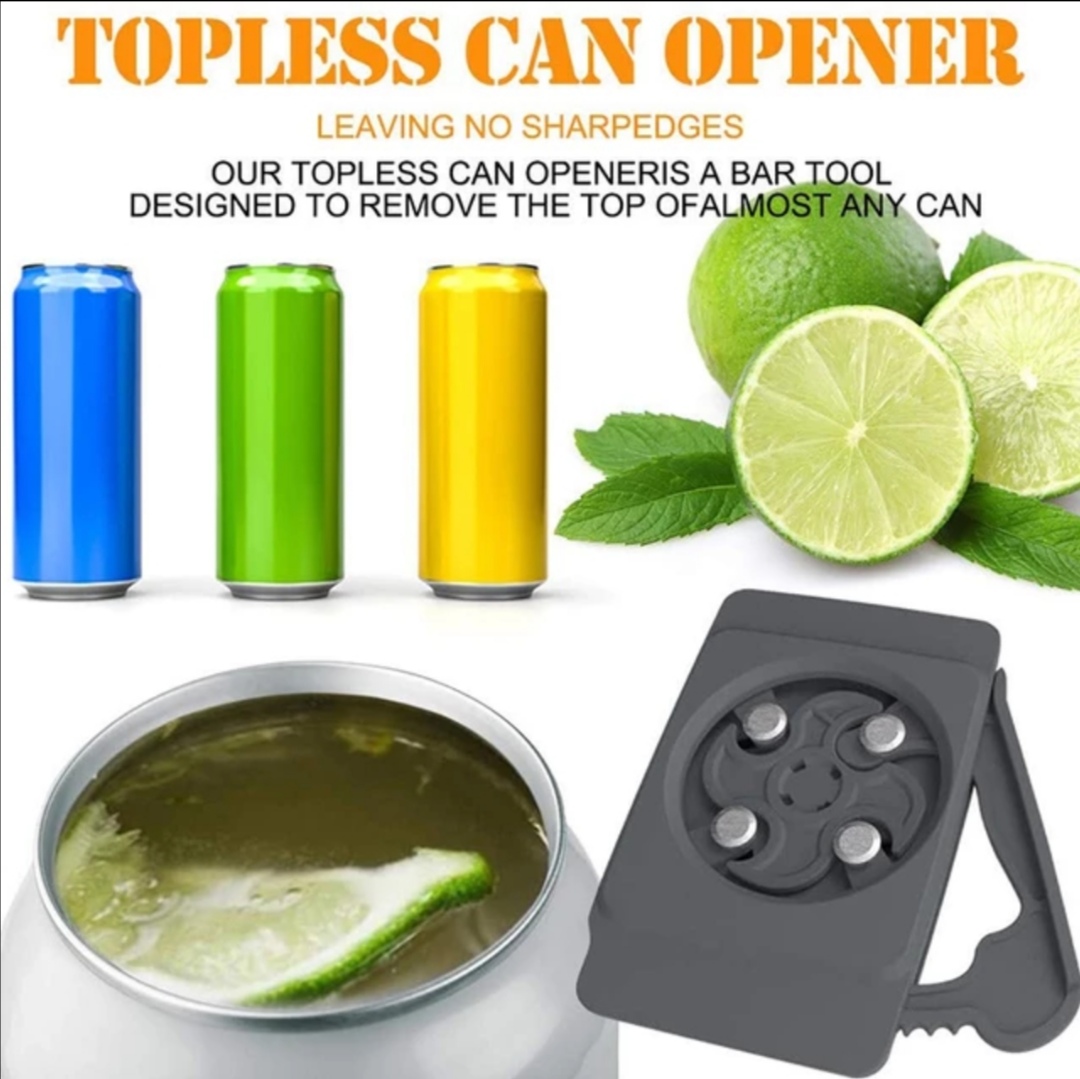 TOPLESS CAN OPENER
LEAVING NO SHARPEDGES
OUR TOPLESS CAN OPENERIS A BAR TOOL
DESIGNED TO REMOVE THE TOP OFALMOST ANY CAN